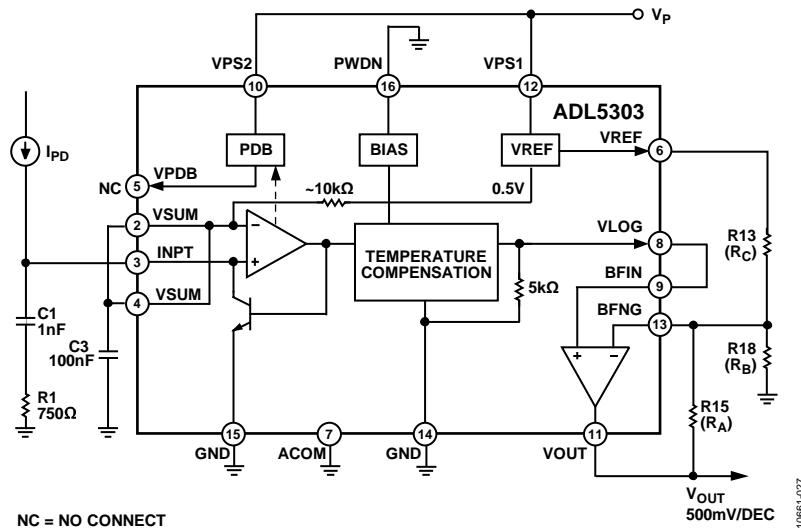 VP
VPS2
PWDN
VPS1
10
16
12
ADL5303
VREF
IPD
PDB
BIAS
VREF
6
VPDB
NC
5
~10kΩ
0.5V
VSUM
2
−
VLOG
INPT
3
+
TEMPERATURE
COMPENSATION
8
R13
(RC)
BFIN
VSUM
4
5kΩ
9
BFNG
C1
1nF
13
C3
100nF
+
−
R18
(RB)
R1
750Ω
R15
(RA)
15
7
14
11
GND
ACOM
GND
VOUT
VOUT
500mV/DEC
NC = NO CONNECT
10661-027